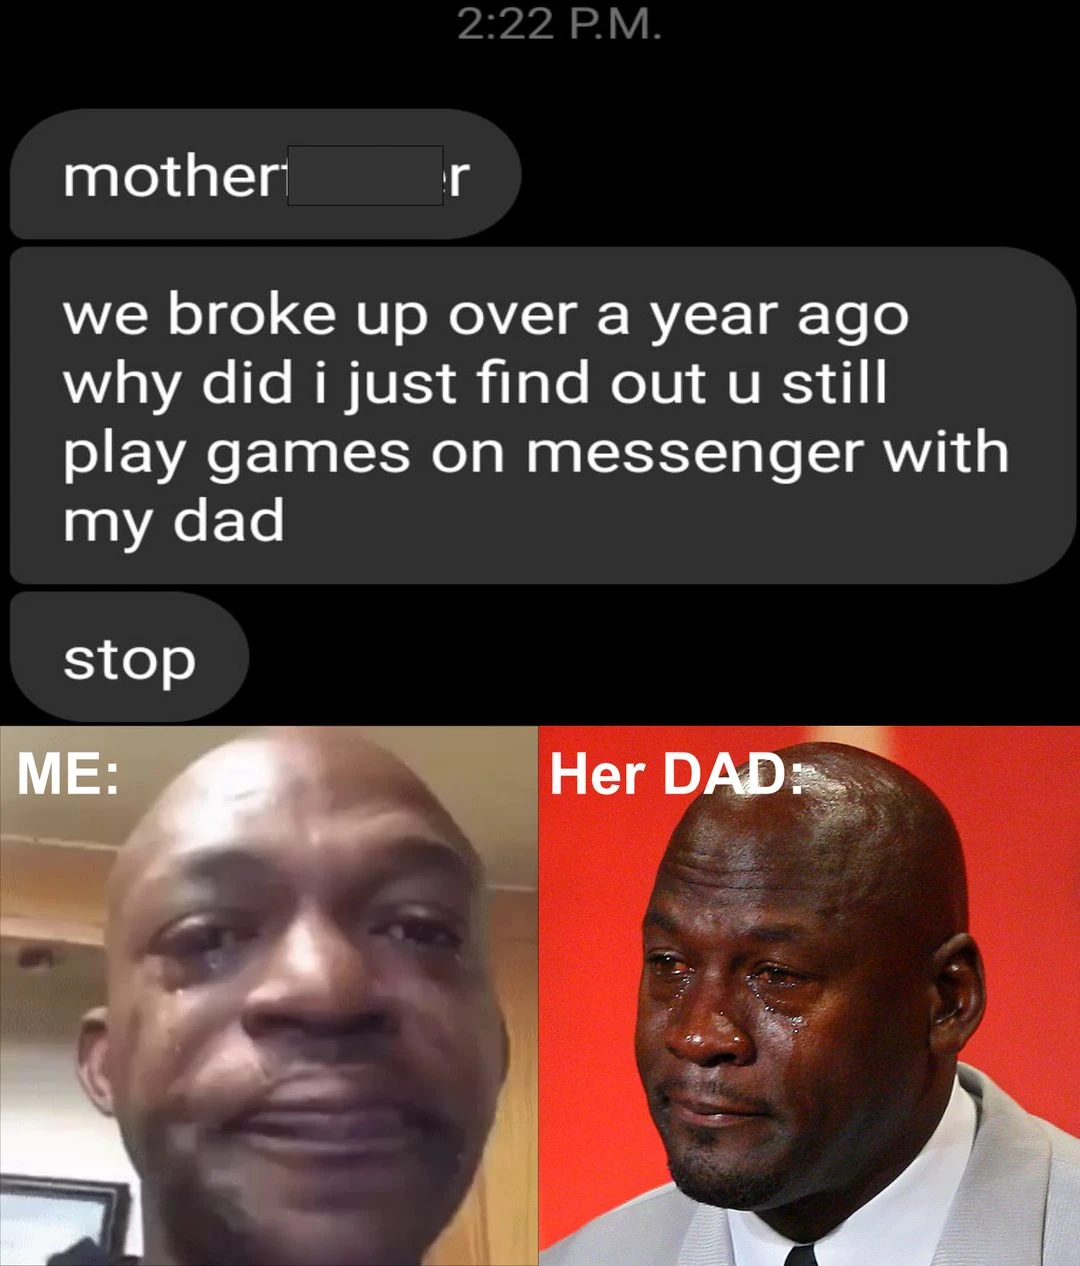 2:22 P.M.
motherf r
we broke up over a year ago
why did i just find out u still
play games on messenger with
my dad
stop
ME:
Her DAD: